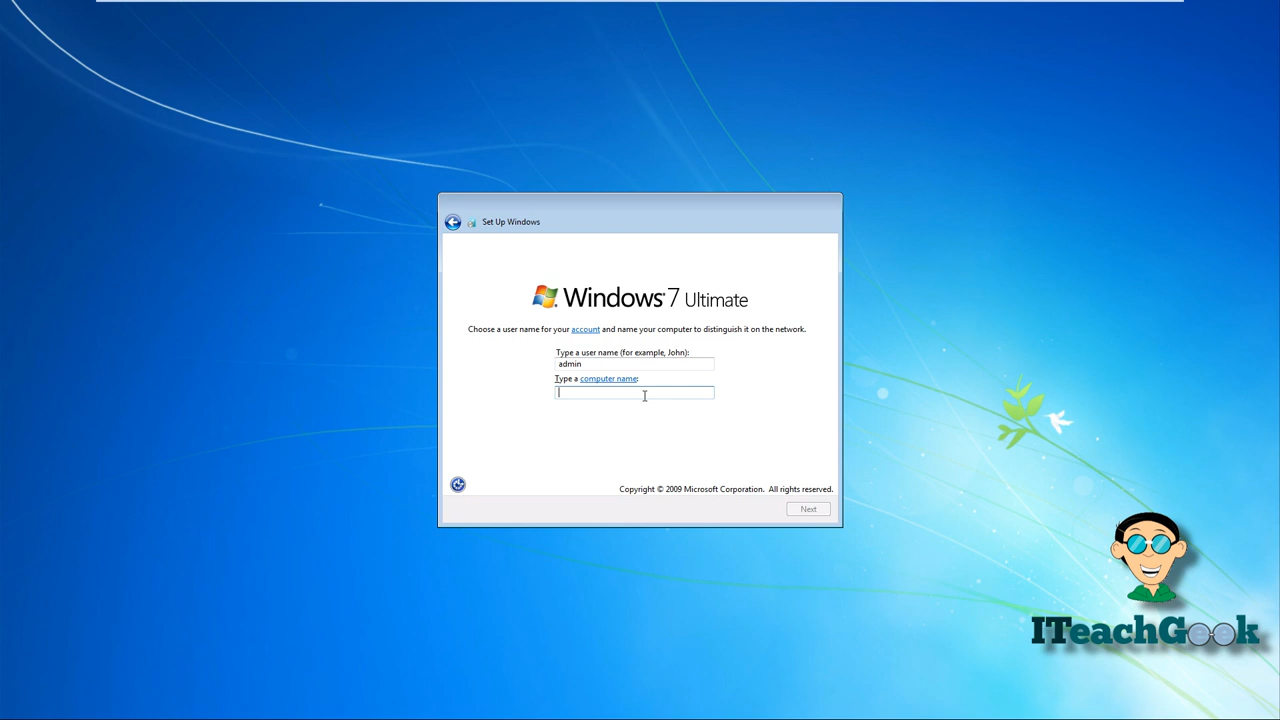 Set Up Windows
Windows 7 Ultimate
Choose a user name for your account and name your computer to distinguish it on the network.
Type a user name (for example, John):
admin
Type a computer name:
Copyright © 2009 Microsoft Corporation. All rights reserved.
Next
ITeachGeek